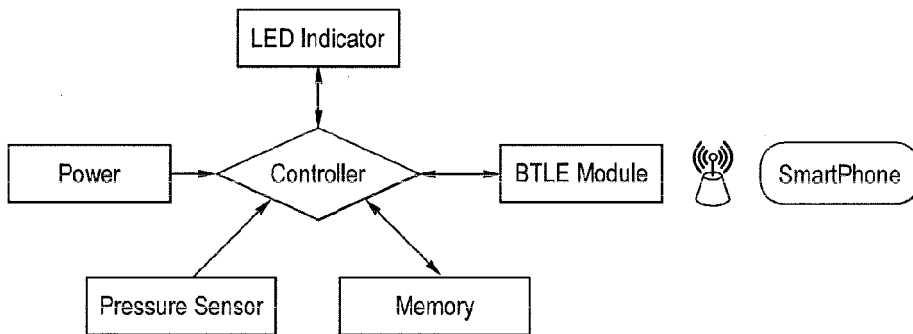 LED Indicator
Power
Controller
BTLE Module
SmartPhone
Pressure Sensor
Memory